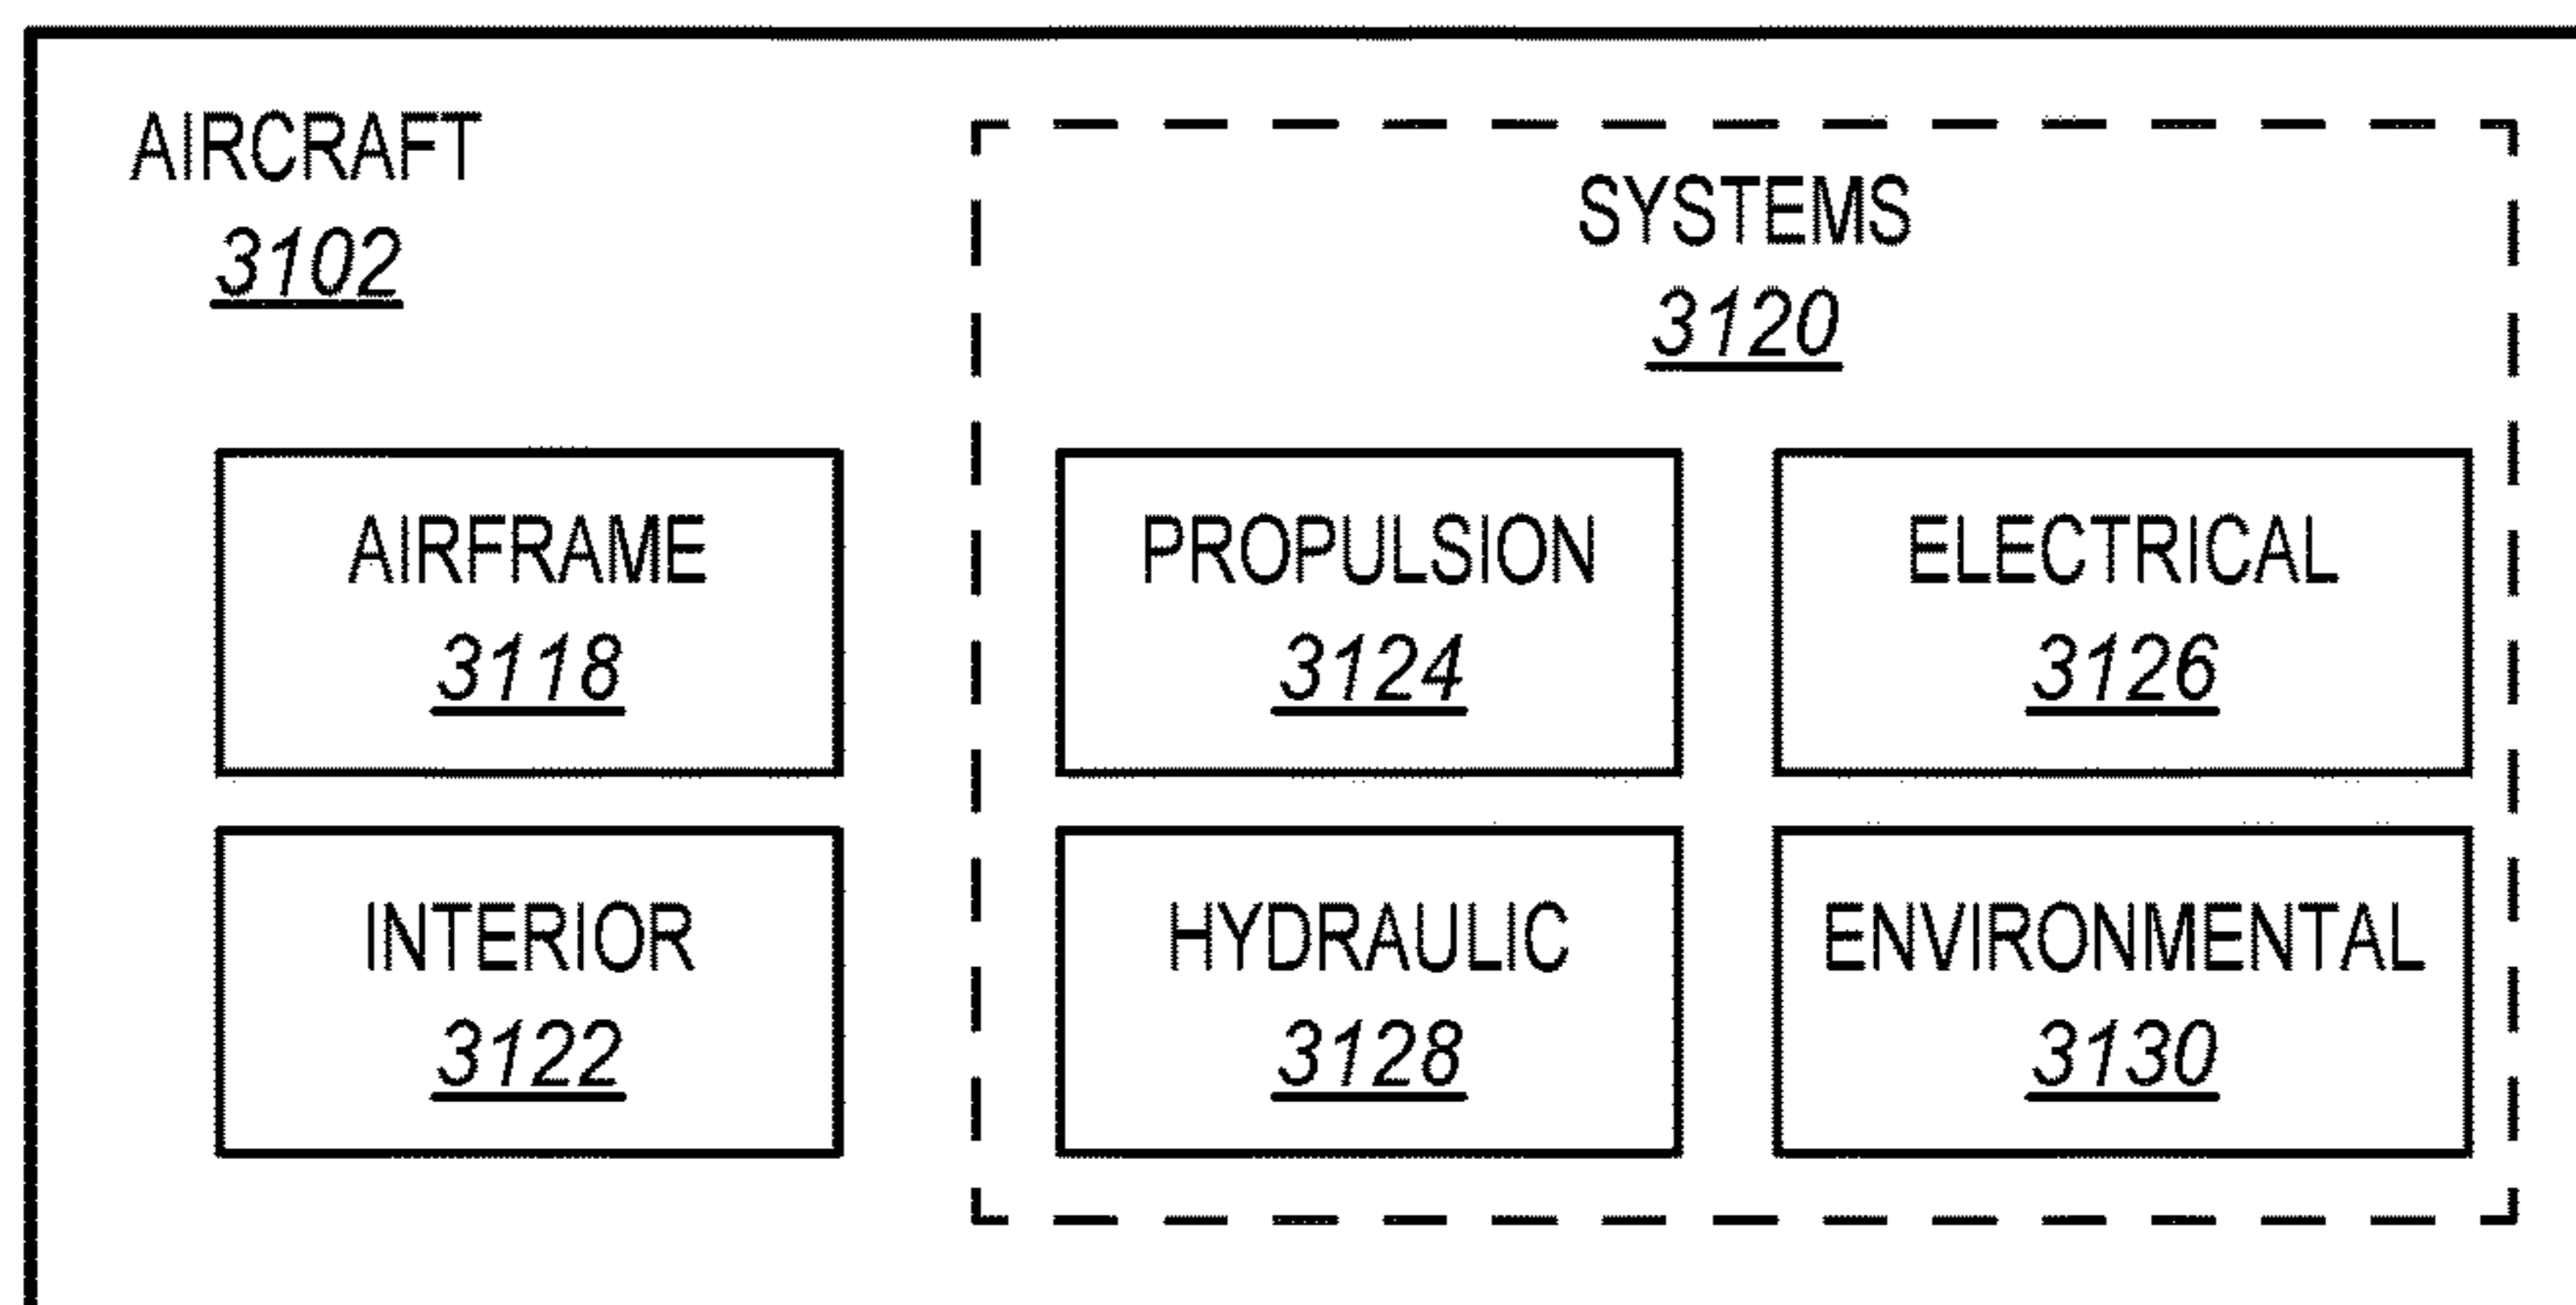 AIRCRAFT
3102
SYSTEMS
3120
AIRFRAME
3118
PROPULSION
3124
ELECTRICAL
3126
INTERIOR
3122
HYDRAULIC
3128
ENVIRONMENTAL
3130